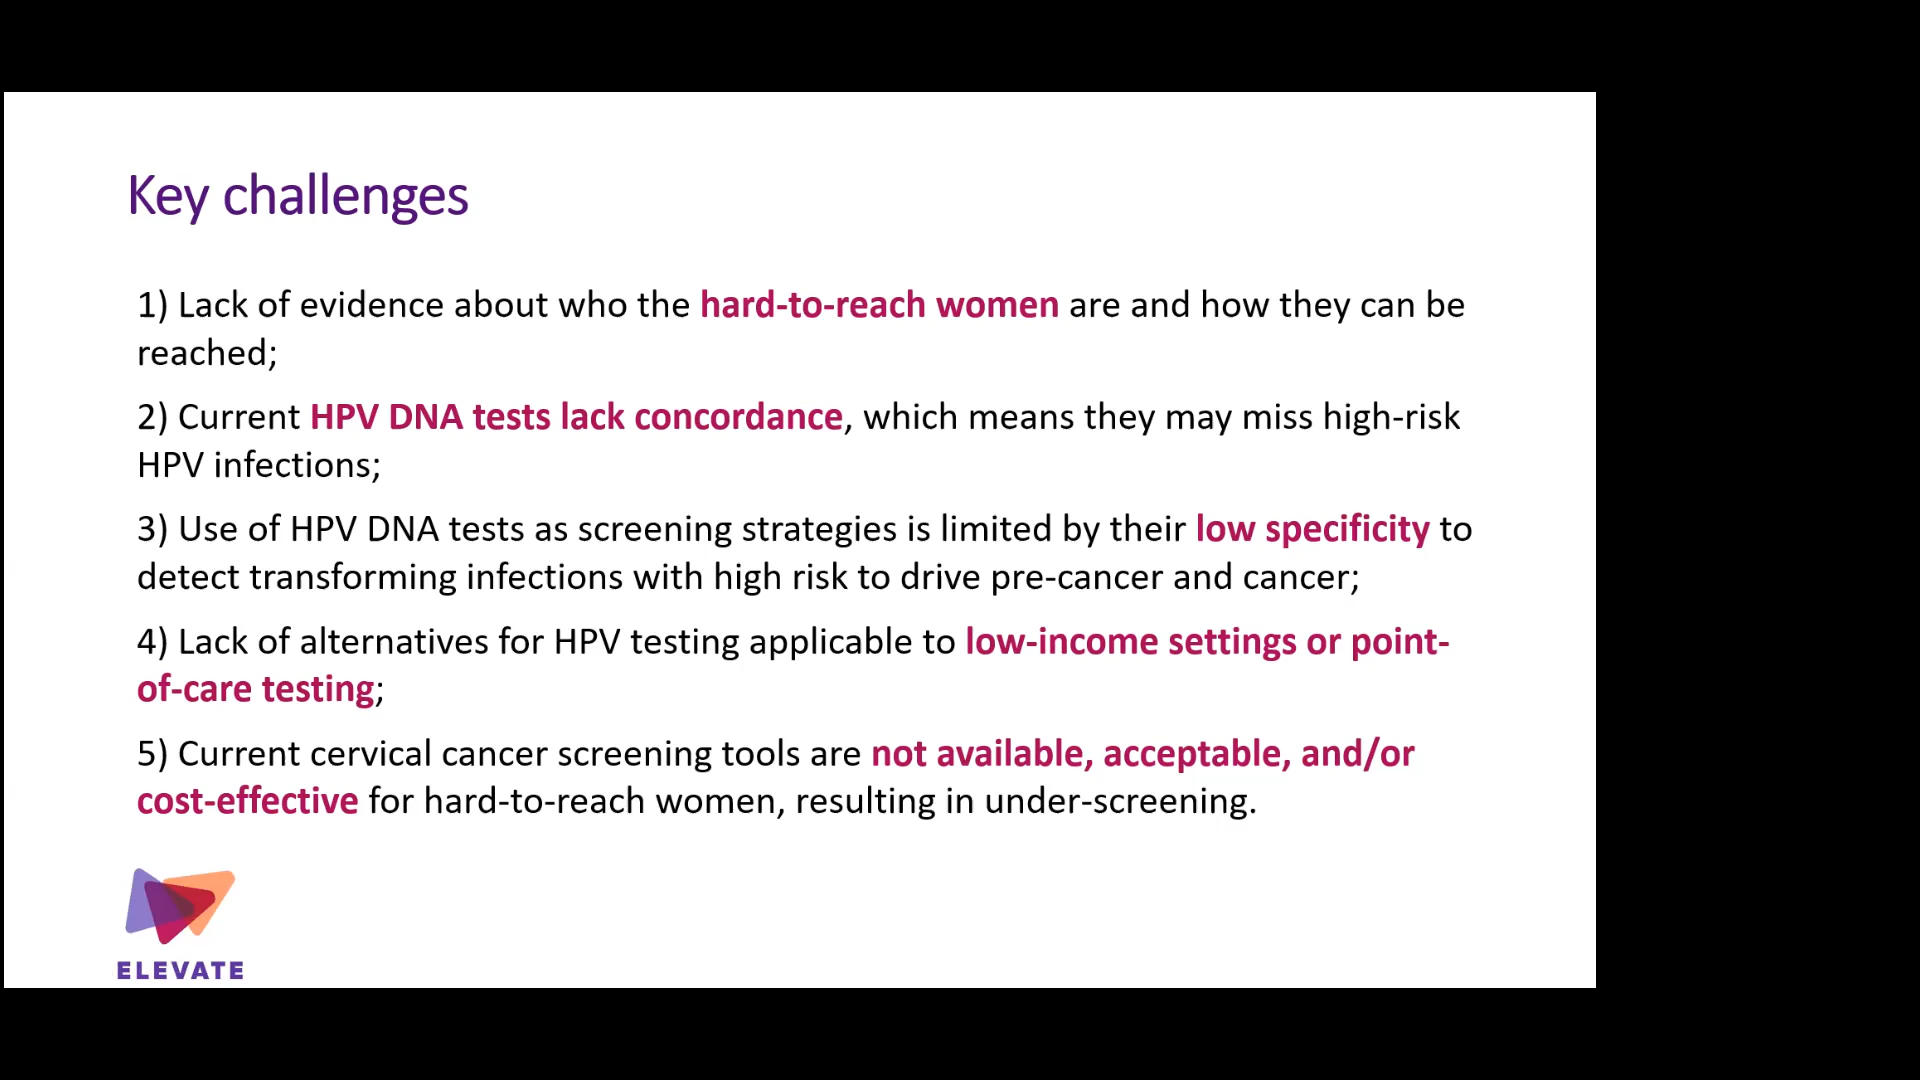 Key challenges
1) Lack of evidence about who the hard-to-reach women are and how they can be
reached;
2) Current HPV DNA tests lack concordance, which means they may miss high-risk
HPV infections;
3) Use of HPV DNA tests as screening strategies is limited by their low specificity to
detect transforming infections with high risk to drive pre-cancer and cancer;
4) Lack of alternatives for HPV testing applicable to low-income settings or point-
of-care testing;
5) Current cervical cancer screening tools are not available, acceptable, and/or
cost-effective for hard-to-reach women, resulting in under-screening.
ELEVATE